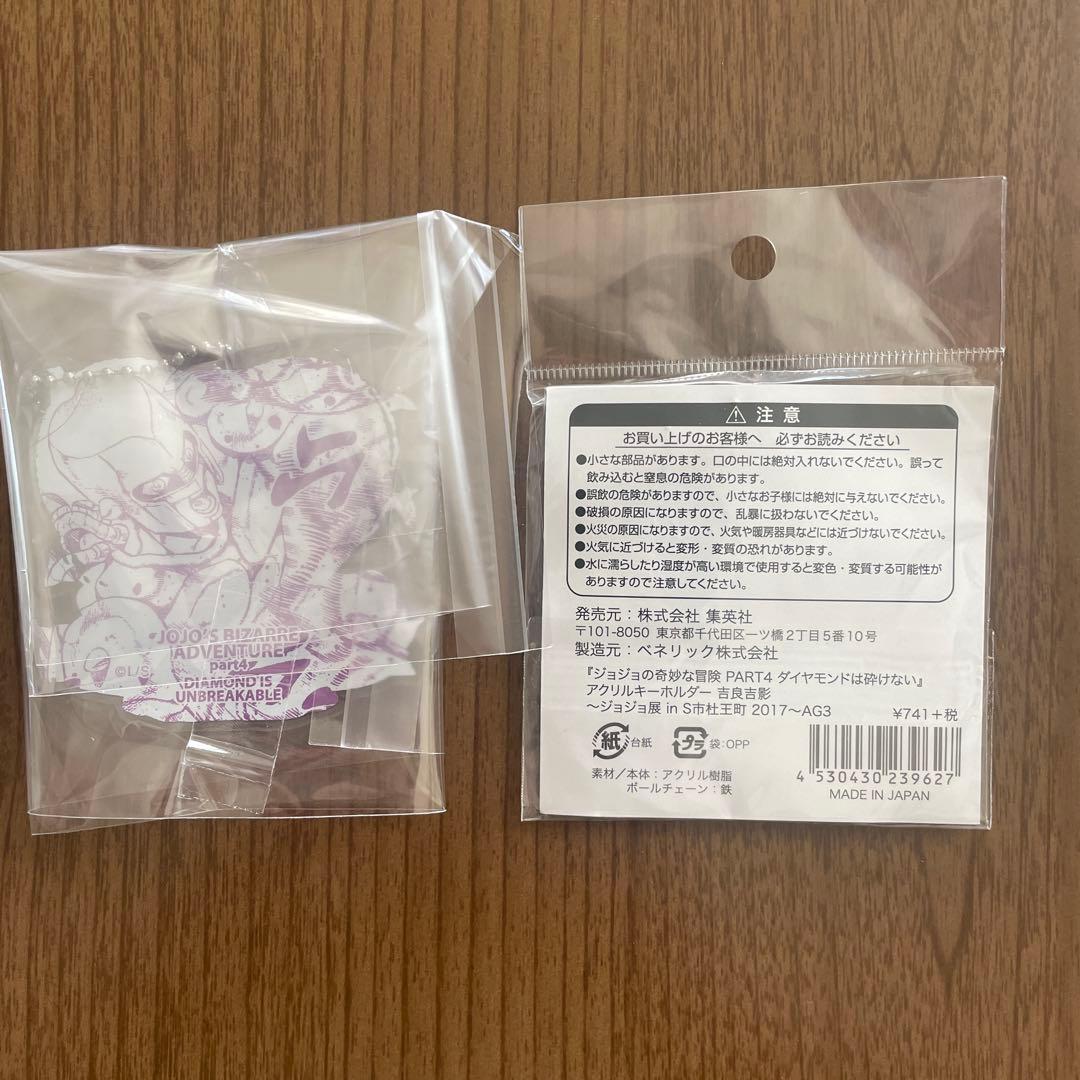 ラ
JOJO'S BIZARRE
ADVENTURE
part4
©L/S
DIAMOND IS
UNBREAKABLE
注意
お買い上げのお客様へ 必ずお読みください
●小さな部品があります。口の中には絶対入れないでください。誤って
飲み込むと窒息の危険があります。
●誤飲の危険がありますので、小さなお子様には絶対に与えないでください。
●破損の原因になりますので、乱暴に扱わないでください。
●火災の原因になりますので、火気や暖房器具などには近づけないでください。
●火気に近づけると変形・変質の恐れがあります。
●水に濡らしたり湿度が高い環境で使用すると変色・変質する可能性が
ありますので注意してください。
発売元：株式会社 集英社
〒101-8050 東京都千代田区一ツ橋2丁目5番10号
製造元：ベネリック株式会社
『ジョジョの奇妙な冒険 PART4 ダイヤモンドは砕けない』
アクリルキーホルダー 吉良吉影
～ジョジョ展 in S市杜王町 2017～AG3
¥741+税
紙 台紙
プラ 袋:OPP
素材／本体：アクリル樹脂
ボールチェーン：鉄
4 530430 239627
MADE IN JAPAN